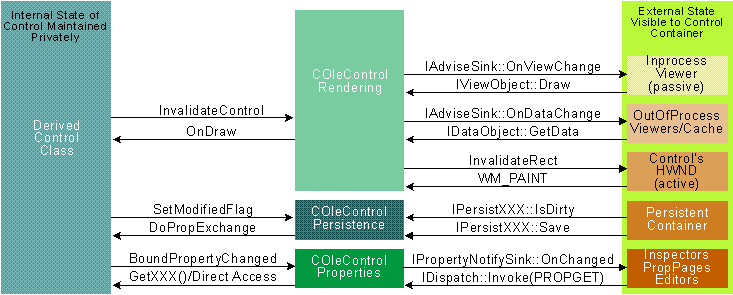 Internal State of
Control Maintained
Privately
Derived
Control
Class
InvalidateControl
OnDraw
SetModifiedFlag
DoPropExchange
BoundPropertyChanged
GetXXX()/Direct Access
COleControl
Rendering
COleControl
Persistence
COleControl
Properties
IAdviseSink::OnViewChange
IViewObject::Draw
IAdviseSink::OnDataChange
IDataObject::GetData
InvalidateRect
WM_PAINT
IPersistXXX::IsDirty
IPersistXXX::Save
IPropertyNotifySink::OnChanged
IDispatch::Invoke(PROPGET)
External State
Visible to Control
Container
Inprocess
Viewer
(passive)
OutOfProcess
Viewers/Cache
Control's
HWND
(active)
Persistent
Container
Inspectors
PropPages
Editors